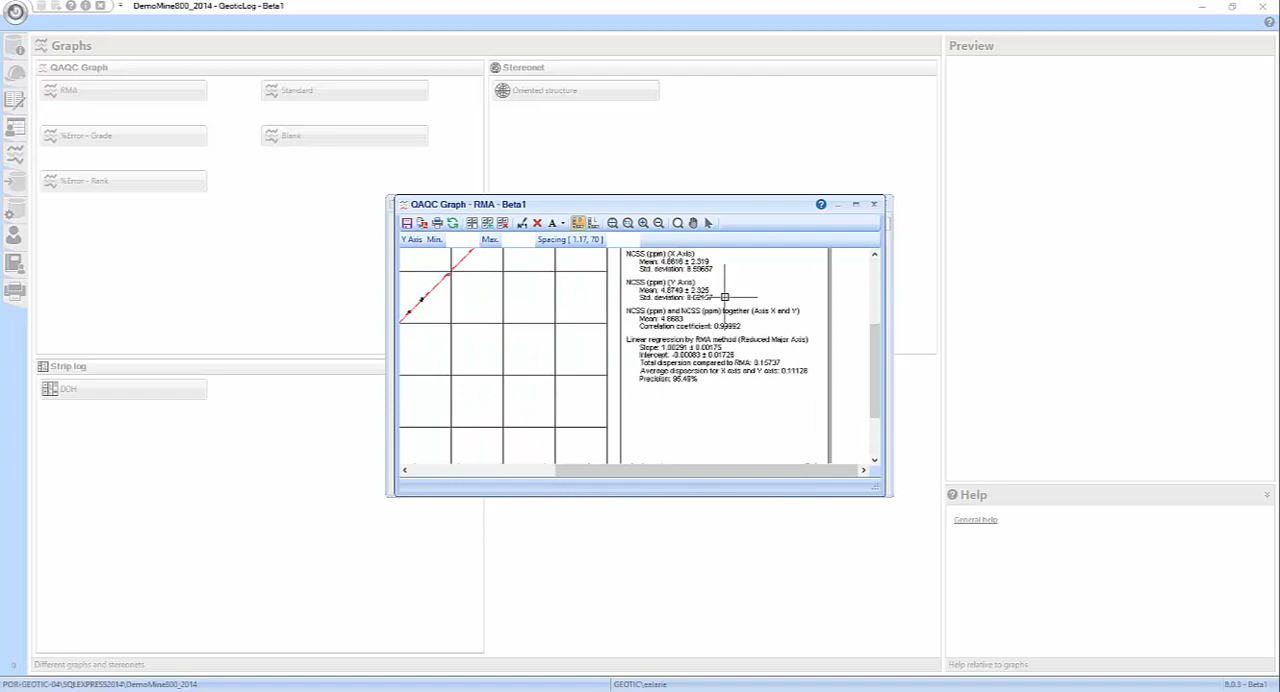 DemoMine800_2014 - GeoticLog - Beta1
Graphs
QAQC Graph
RMA
Standard
%Error - Grade
Blank
%Error - Rank
Stereonet
Oriented structure
Preview
QAQC Graph - RMA - Beta1
Y Axis Min. Max. Spacing [ 1.17, 70 ]
NCSS (ppm) (X Axis)
Mean: 4.8616 ± 2.319
Std. deviation: 8.59657
NCSS (ppm) (Y Axis)
Mean: 4.8749 ± 2.325
Std. deviation:
NCSS (ppm) and NCSS (ppm) together (Axis X and Y)
Mean: 4.8683
Correlation coefficient: 0.99992
Linear regression by RMA method (Reduced Major Axis)
Slope: 1.00291 ± 0.00175
Intercept: -0.00083 ± 0.01726
Total dispersion compared to RMA: 0.15737
Average dispsersion for X axis and Y axis: 0.11128
Precision: 95.49%
Strip log
DDH
Help
General help
Different graphs and stereonets
Help relative to graphs
POR-GEOTIC-04\SQLEXPRESS2014\DemoMine800_2014
GEOTIC\ealarie
8.0.3 - Beta1